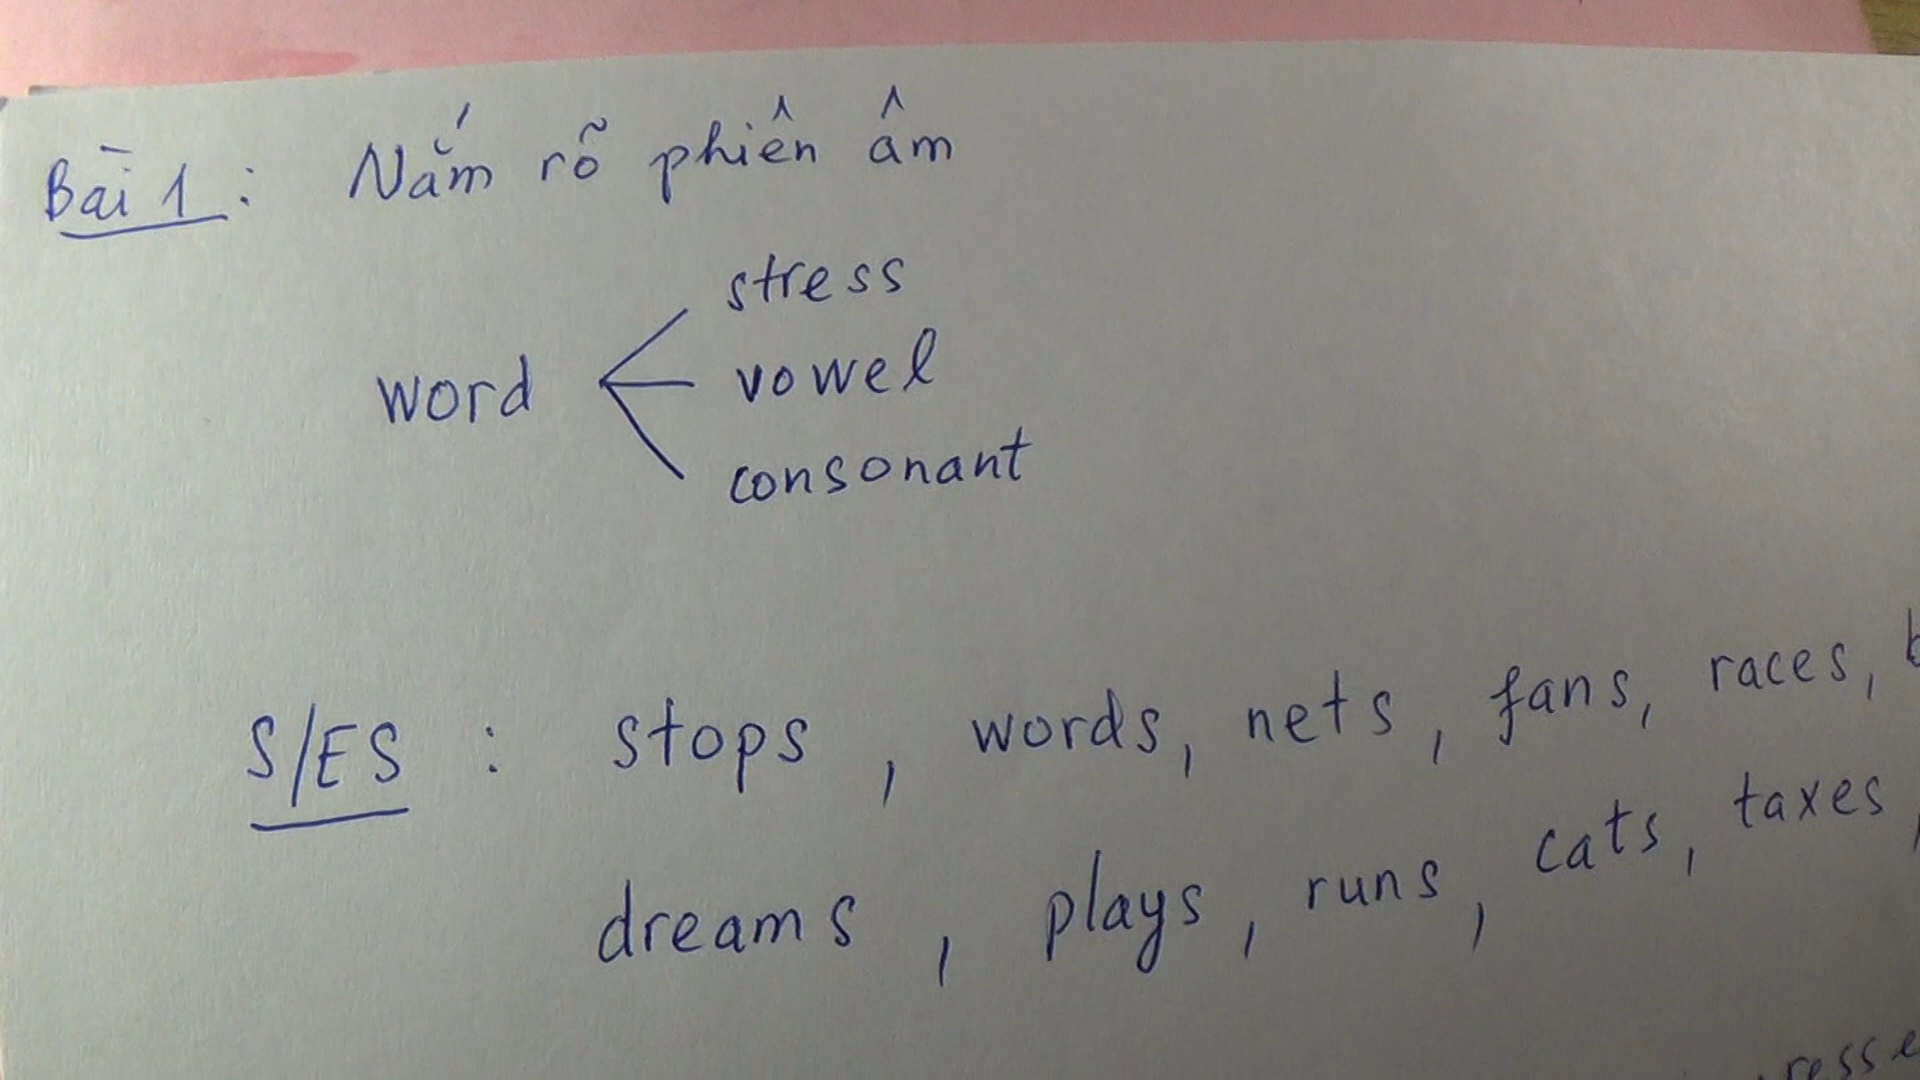 Bài 1: Nắm rõ phiên âm
word
stress
vowel
consonant
S/ES : stops, words, nets, fans, races,
dreams, plays, runs, cats, taxes,